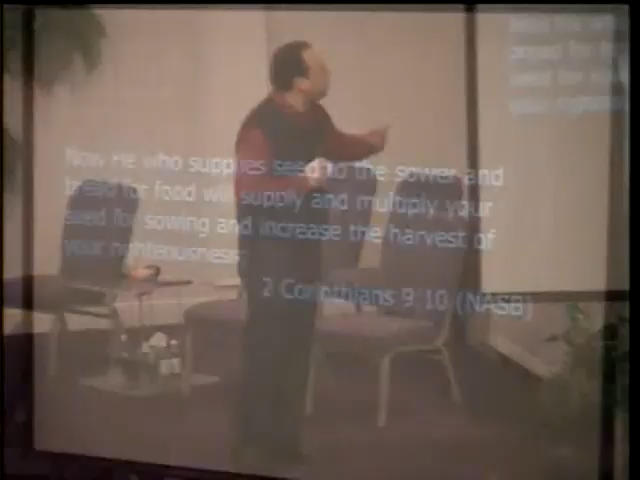 Now He who supplies seed to the sower and
bread for food will supply and multiply your
seed for sowing and increase the harvest of
your righteousness;
2 Corinthians 9:10 (NASB)